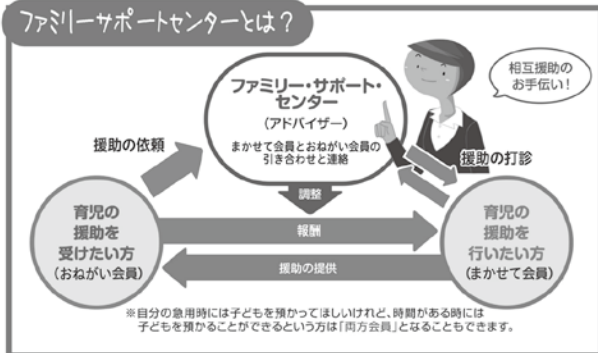 ファミリーサポートセンターとは？
相互援助の
お手伝い！
ファミリー・サポート・
センター
（アドバイザー）
まかせて会員とおねがい会員の
引き合わせと連絡
援助の依頼
援助の打診
調整
育児の
援助を
受けたい方
（おねがい会員）
報酬
援助の提供
育児の
援助を
行いたい方
（まかせて会員）
※自分の急用時には子どもを預かってほしいけれど、時間がある時には
子どもを預かることができるという方は「両方会員」となることもできます。